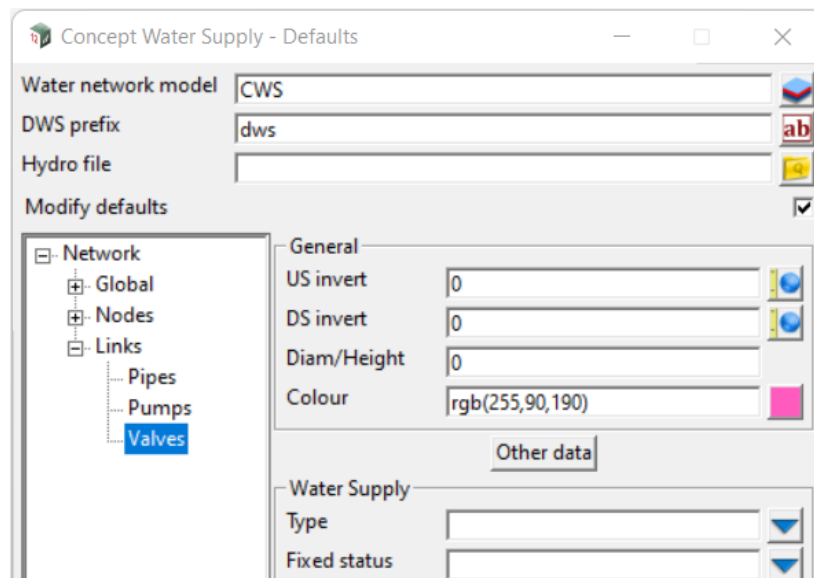 Concept Water Supply - Defaults
Water network model CWS
DWS prefix dws ab
Hydro file
Modify defaults
Network
Global
Nodes
Links
Pipes
Pumps
Valves
General
US invert 0
DS invert 0
Diam/Height 0
Colour rgb(255,90,190)
Other data
Water Supply
Type
Fixed status